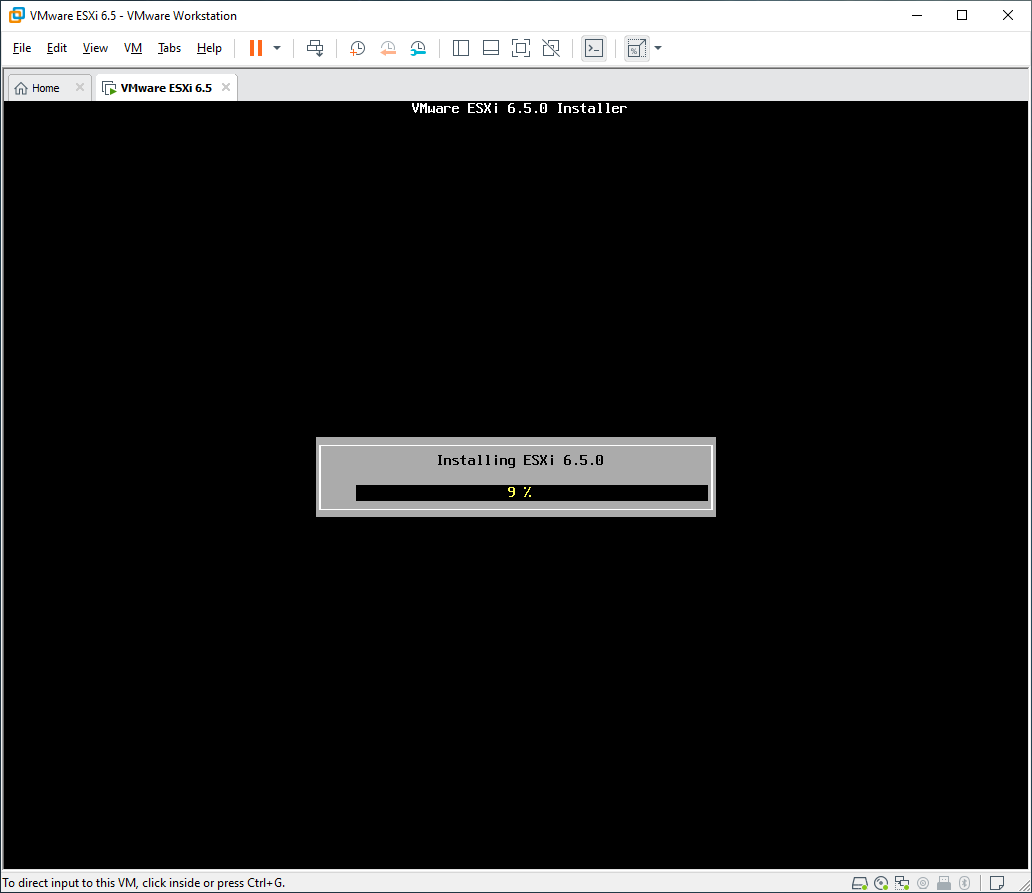 VMware ESXi 6.5 - VMware Workstation
File Edit View VM Tabs Help
Home VMware ESXi 6.5
VMware ESXi 6.5.0 Installer
Installing ESXi 6.5.0
9 %
To direct input to this VM, click inside or press Ctrl+G.